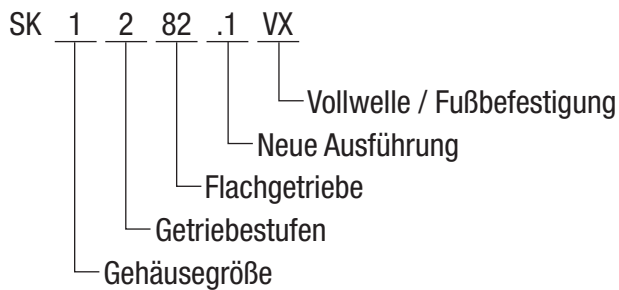 SK 1 2 82 .1 VX
Vollwelle / Fußbefestigung
Neue Ausführung
Flachgetriebe
Getriebestufen
Gehäusegröße